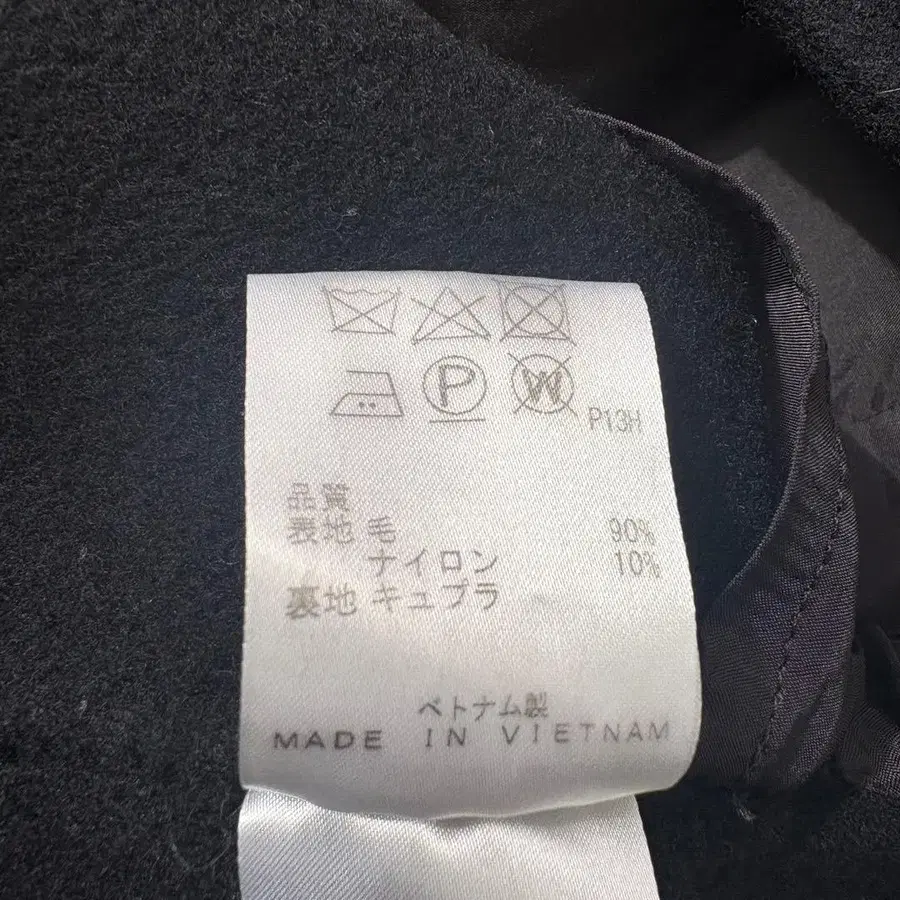 P W P13H
品質
表地 毛 90%
ナイロン 10%
裏地 キュプラ
ベトナム製
MADE IN VIETNAM